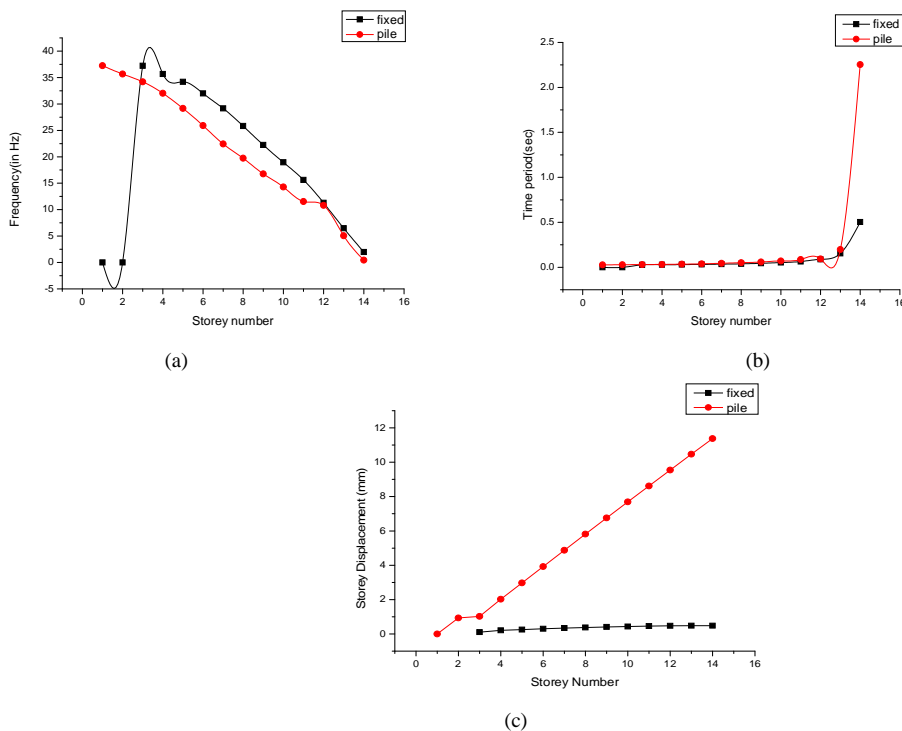 fixed
pile
40
35
30
25
20
15
10
5
0
-5
Frequency(in Hz)
0 2 4 6 8 10 12 14 16
Storey number
(a)
fixed
pile
2.5
2.0
1.5
1.0
0.5
0.0
Time period(sec)
0 2 4 6 8 10 12 14 16
Storey number
(b)
fixed
pile
12
10
8
6
4
2
0
Storey Displacement (mm)
0 2 4 6 8 10 12 14 16
Storey Number
(c)